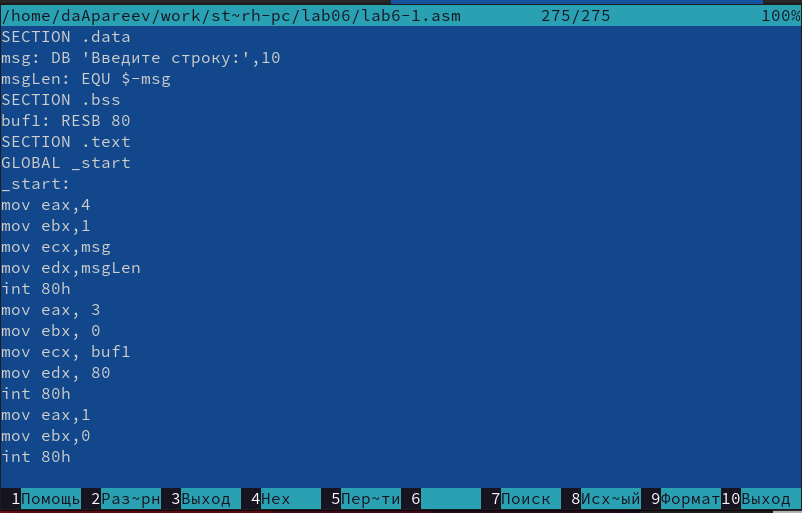 /home/daApareev/work/st~rh-pc/lab06/lab6-1.asm 275/275 100%
SECTION .data
msg: DB 'Введите строку:',10
msgLen: EQU $-msg
SECTION .bss
buf1: RESB 80
SECTION .text
GLOBAL _start
_start:
mov eax,4
mov ebx,1
mov ecx,msg
mov edx,msgLen
int 80h
mov eax, 3
mov ebx, 0
mov ecx, buf1
mov edx, 80
int 80h
mov eax,1
mov ebx,0
int 80h
1Помощь 2Раз~рн 3Выход 4Hex 5Пер~ти 6 7Поиск 8Исх~ый 9Формат 10Выход